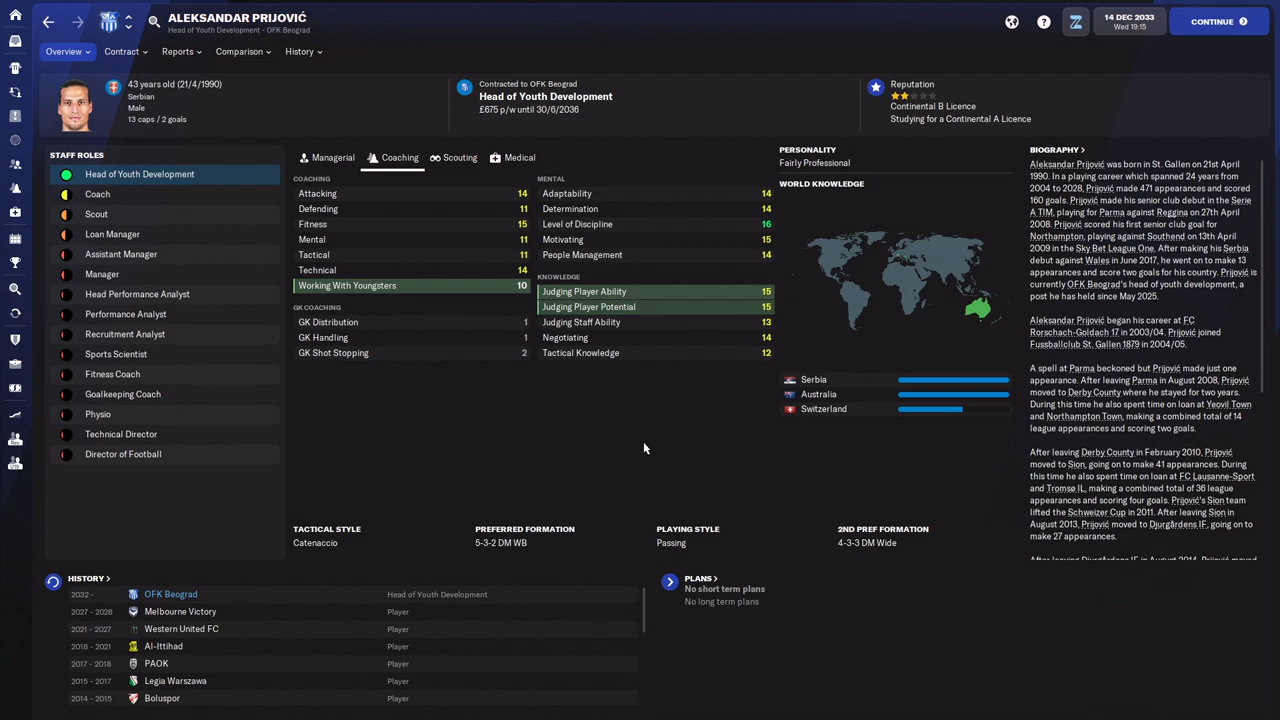 ALEKSANDAR PRIJOVIĆ
Head of Youth Development - OFK Beograd
14 DEC 2033
Wed 19:15
CONTINUE
Overview
Contract
Reports
Comparison
History
43 years old (21/4/1990)
Serbian
Male
13 caps / 2 goals
Contracted to OFK Beograd
Head of Youth Development
£675 p/w until 30/6/2036
Reputation
Continental B Licence
Studying for a Continental A Licence
STAFF ROLES
Head of Youth Development
Coach
Scout
Loan Manager
Assistant Manager
Manager
Head Performance Analyst
Performance Analyst
Recruitment Analyst
Sports Scientist
Fitness Coach
Goalkeeping Coach
Physio
Technical Director
Director of Football
Managerial
Coaching
Scouting
Medical
COACHING
Attacking 14
Defending 11
Fitness 15
Mental 11
Tactical 11
Technical 14
Working With Youngsters 10
GK COACHING
GK Distribution 1
GK Handling 1
GK Shot Stopping 2
MENTAL
Adaptability 14
Determination 14
Level of Discipline 16
Motivating 15
People Management 14
KNOWLEDGE
Judging Player Ability 15
Judging Player Potential 15
Judging Staff Ability 13
Negotiating 14
Tactical Knowledge 12
PERSONALITY
Fairly Professional
WORLD KNOWLEDGE
Serbia
Australia
Switzerland
BIOGRAPHY >
Aleksandar Prijović was born in St. Gallen on 21st April
1990. In a playing career which spanned 24 years from
2004 to 2028, Prijović made 471 appearances and scored
160 goals. Prijović made his senior club debut in the Serie
A TIM, playing for Parma against Reggina on 27th April
2008. Prijović scored his first senior club goal for
Northampton, playing against Southend on 13th April
2009 in the Sky Bet League One. After making his Serbia
debut against Wales in June 2017, he went on to make 13
appearances and score two goals for his country. Prijović is
currently OFK Beograd's head of youth development, a
post he has held since May 2025.
Aleksandar Prijović began his career at FC
Rorschach-Goldach 17 in 2003/04. Prijović joined
Fussballclub St. Gallen 1879 in 2004/05.
A spell at Parma beckoned but Prijović made just one
appearance. After leaving Parma in August 2008, Prijović
moved to Derby County where he stayed for two years.
During this time he also spent time on loan at Yeovil Town
and Northampton Town, making a combined total of 14
league appearances and scoring two goals.
After leaving Derby County in February 2010, Prijović
moved to Sion, going on to make 41 appearances. During
this time he also spent time on loan at FC Lausanne-Sport
and Tromsø IL, making a combined total of 36 league
appearances and scoring four goals. Prijović's Sion team
lifted the Schweizer Cup in 2011. After leaving Sion in
August 2013, Prijović moved to Djurgårdens IF, going on to
make 27 appearances.
After leaving Djurgårdens IF in August 2014, Prijović moved
TACTICAL STYLE
Catenaccio
PREFERRED FORMATION
5-3-2 DM WB
PLAYING STYLE
Passing
2ND PREF FORMATION
4-3-3 DM Wide
HISTORY >
2032 - OFK Beograd Head of Youth Development
2027 - 2028 Melbourne Victory Player
2021 - 2027 Western United FC Player
2018 - 2021 Al-Ittihad Player
2017 - 2018 PAOK Player
2015 - 2017 Legia Warszawa Player
2014 - 2015 Boluspor Player
PLANS >
No short term plans
No long term plans